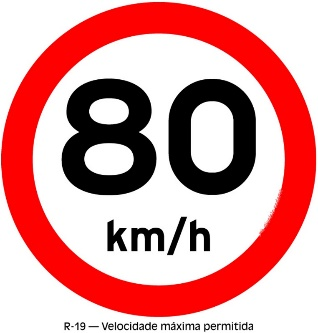 80
km/h
R-19 — Velocidade máxima permitida